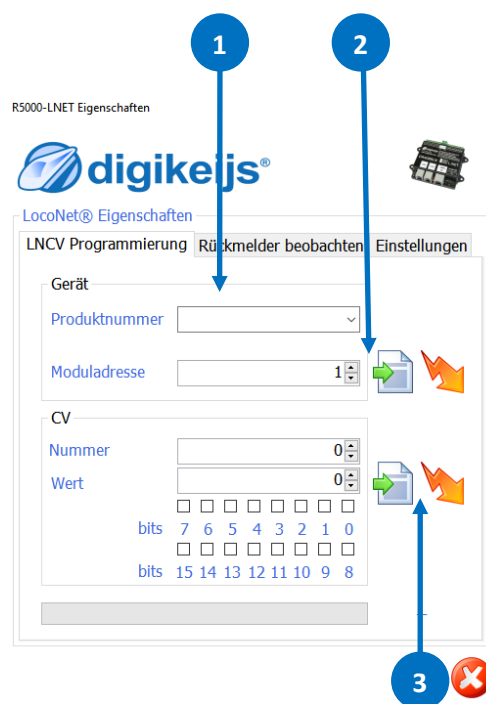 1 2
R5000-LNET Eigenschaften
digikeijs®
LocoNet® Eigenschaften
LNCV Programmierung Rückmelder beobachten Einstellungen
Gerät
Produktnummer
Moduladresse 1
CV
Nummer 0
Wert 0
bits 7 6 5 4 3 2 1 0
bits 15 14 13 12 11 10 9 8
3